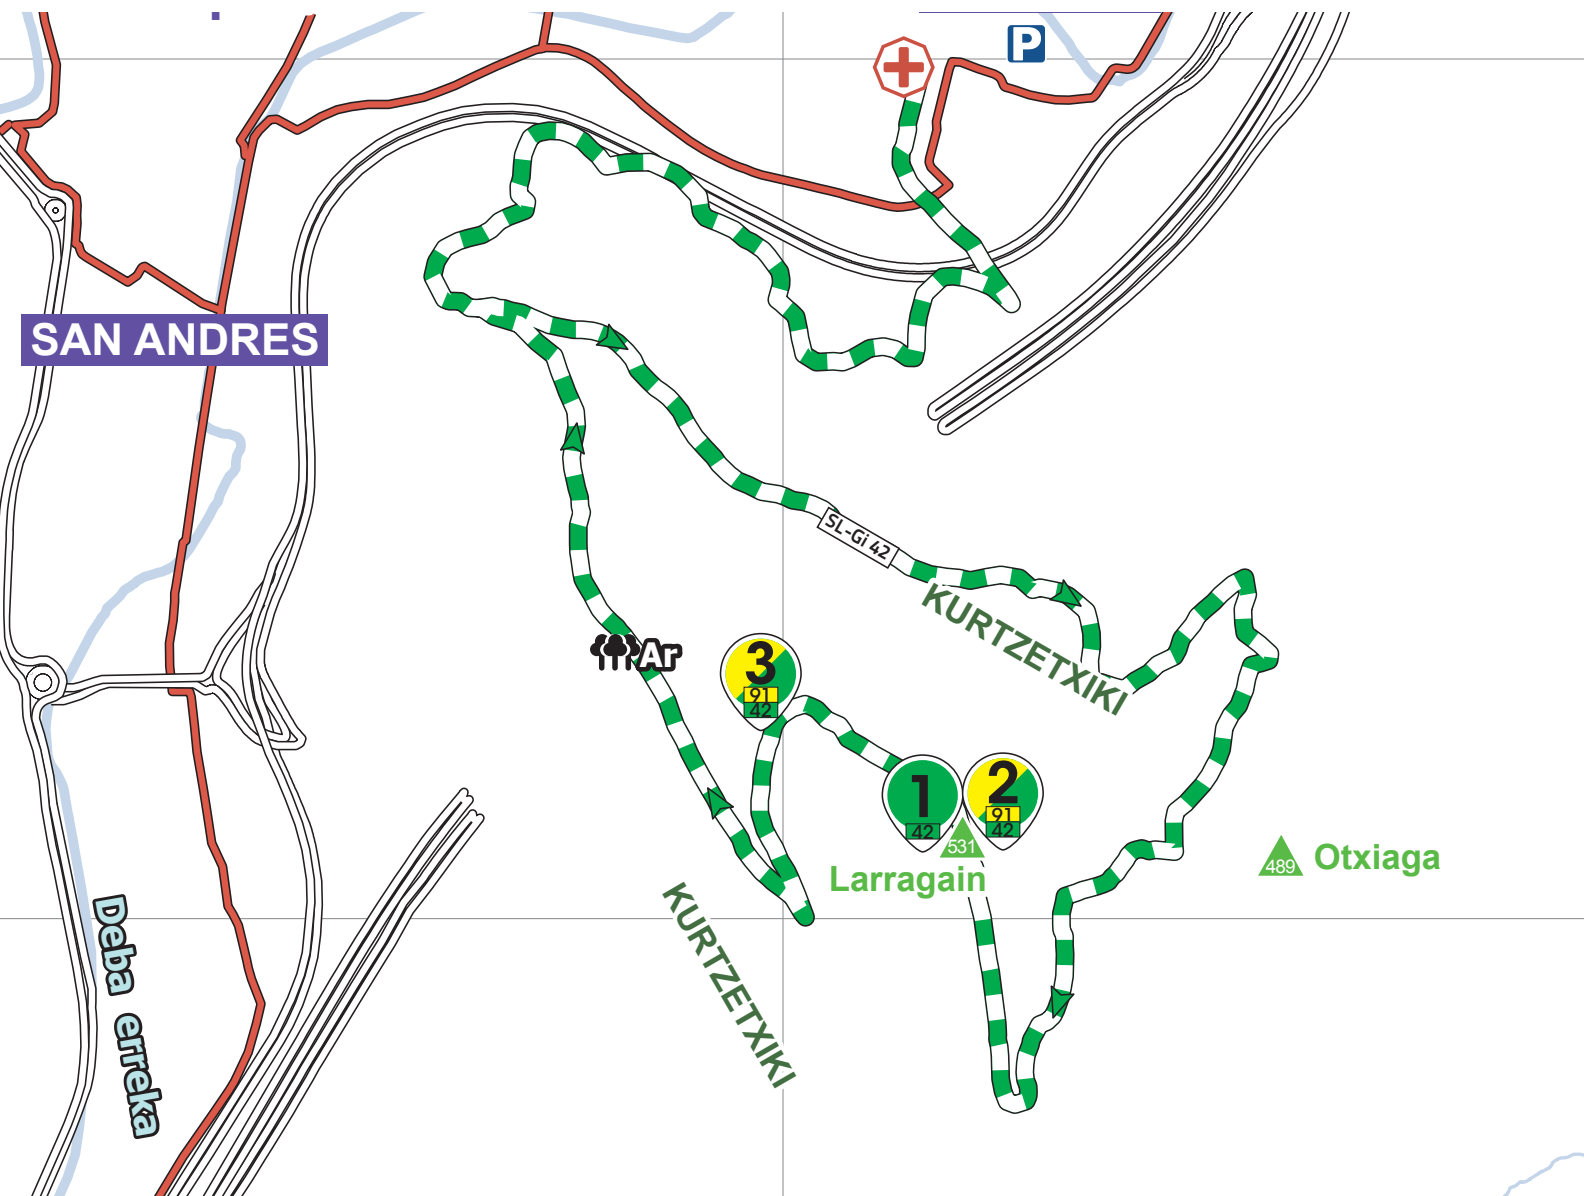 P
SAN ANDRES
SL-Gi 42
KURTZETXIKI
Ar
3
91
42
1
42
2
91
42
531
Larragain
489
Otxiaga
KURTZETXIKI
Deba erreka